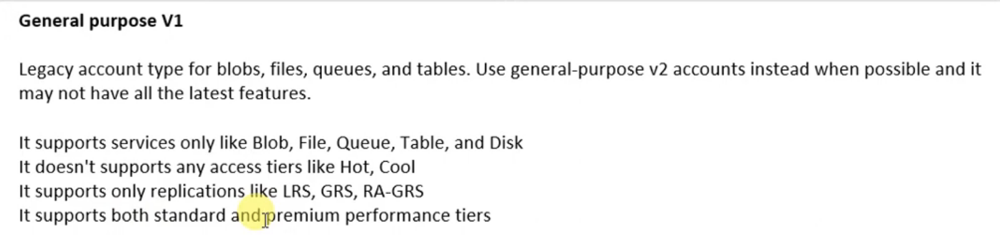 General purpose V1
Legacy account type for blobs, files, queues, and tables. Use general-purpose v2 accounts instead when possible and it
may not have all the latest features.
It supports services only like Blob, File, Queue, Table, and Disk
It doesn't supports any access tiers like Hot, Cool
It supports only replications like LRS, GRS, RA-GRS
It supports both standard and premium performance tiers